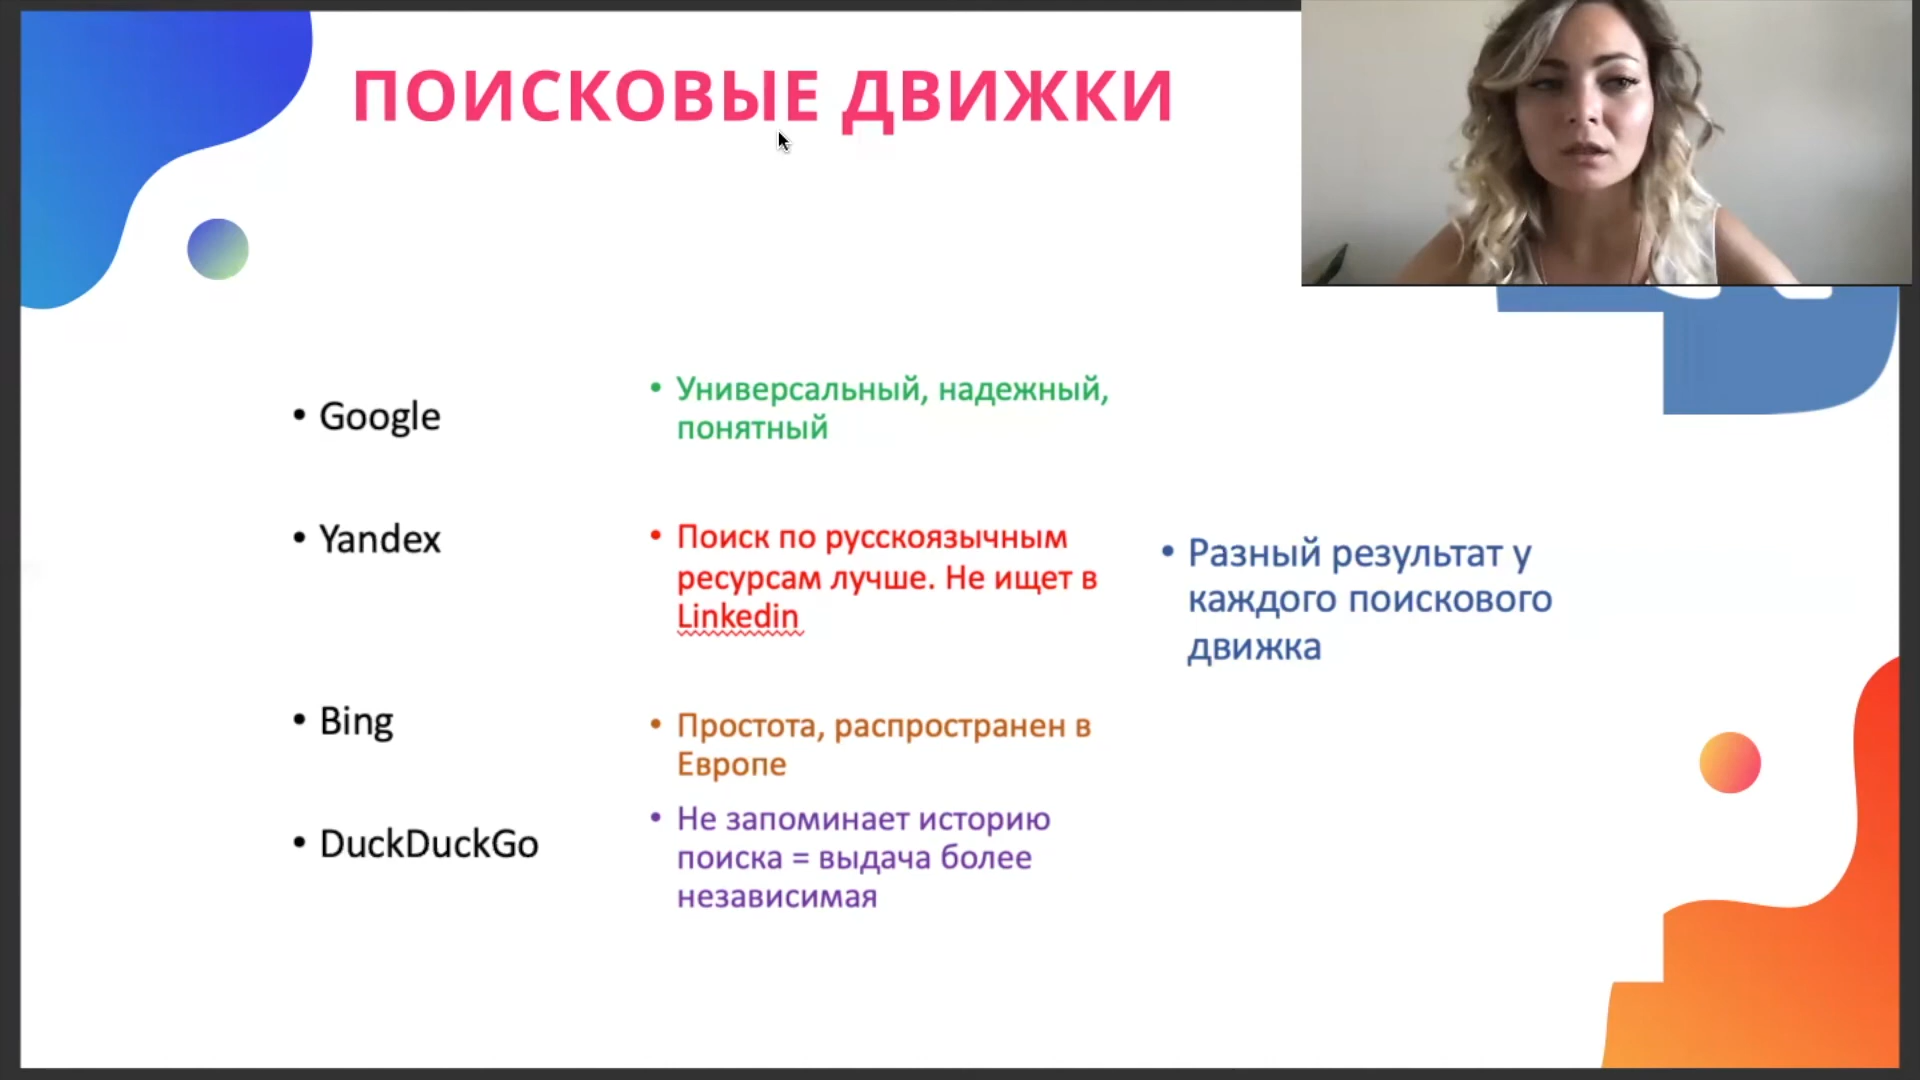 ПОИСКОВЫЕ ДВИЖКИ
• Google
• Универсальный, надежный,
понятный
• Yandex
• Поиск по русскоязычным
ресурсам лучше. Не ищет в
Linkedin
• Разный результат у
каждого поискового
движка
• Bing
• Простота, распространен в
Европе
• DuckDuckGo
• Не запоминает историю
поиска = выдача более
независимая